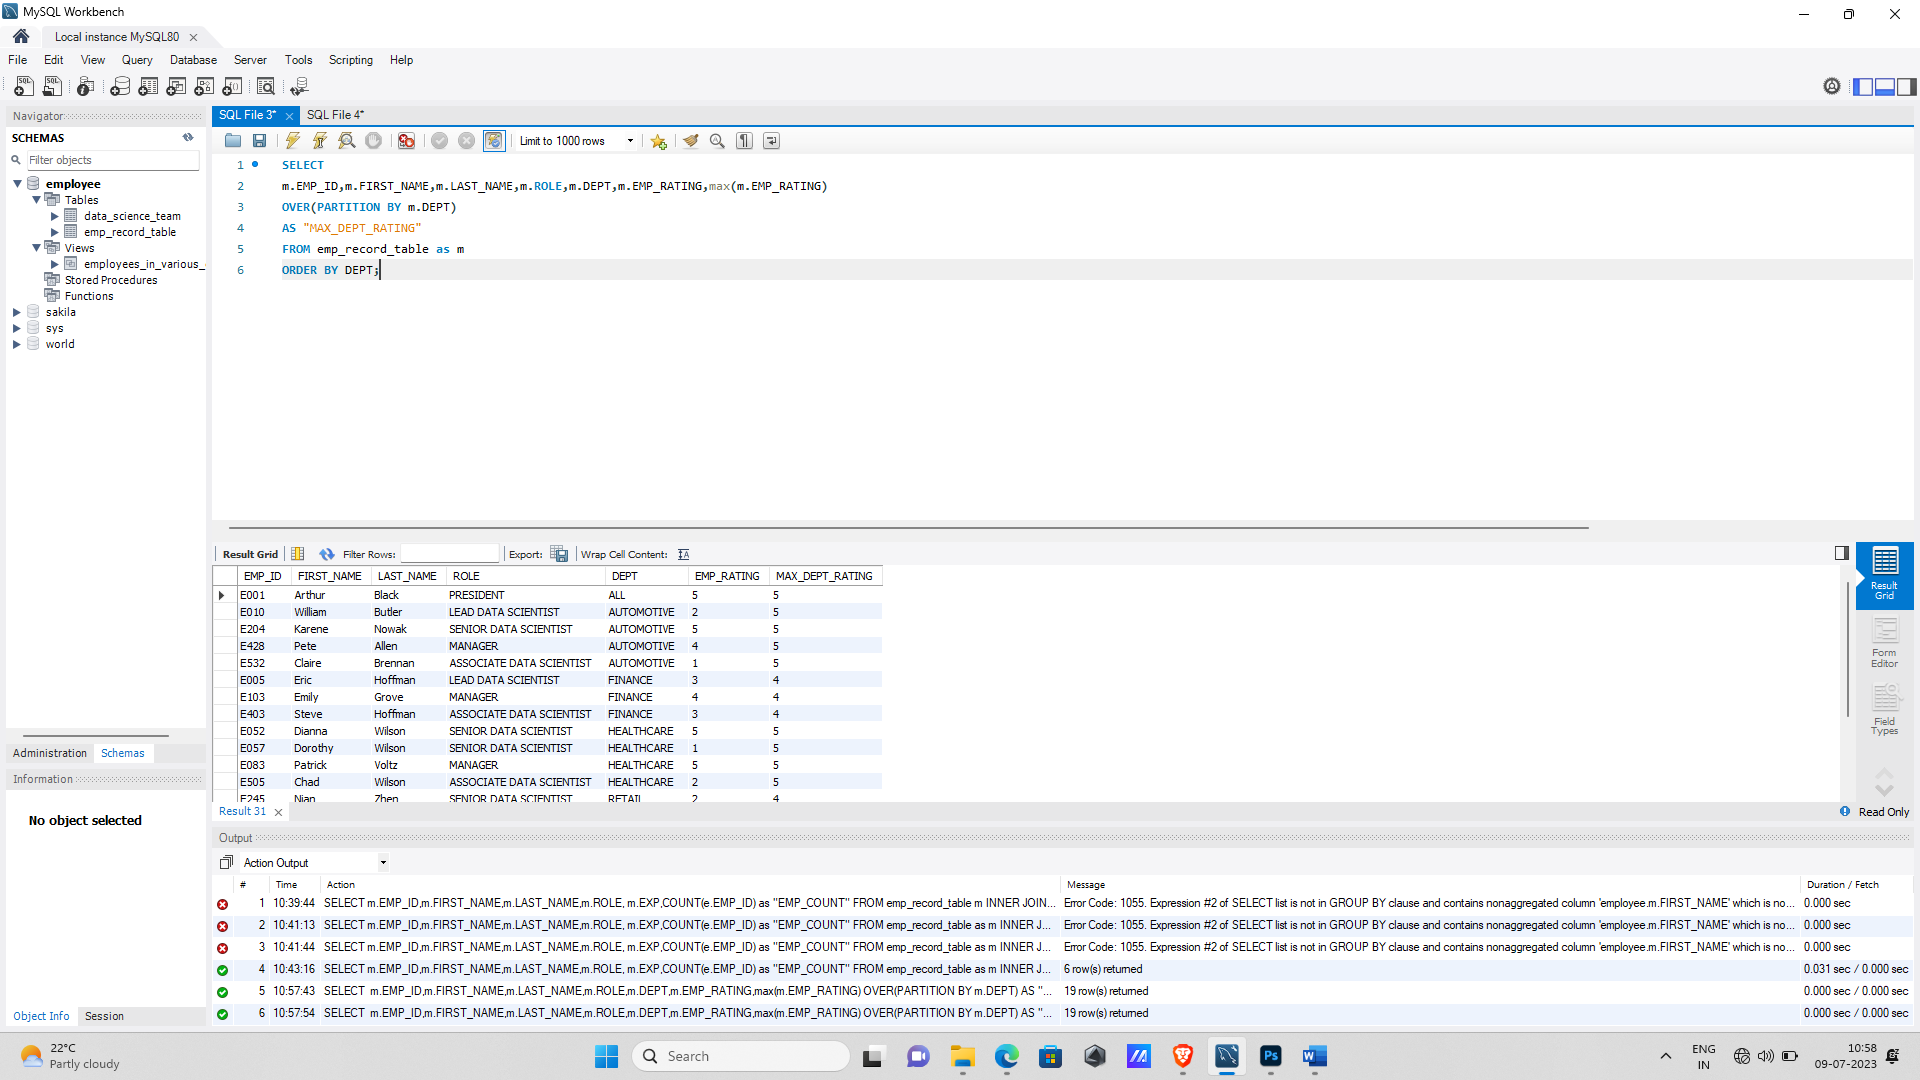 MySQL Workbench
Local instance MySQL80
File Edit View Query Database Server Tools Scripting Help
Navigator
SCHEMAS
Filter objects
employee
Tables
data_science_team
emp_record_table
Views
employees_in_various_
Stored Procedures
Functions
sakila
sys
world
Administration Schemas
Information
No object selected
Object Info Session
SQL File 3* SQL File 4*
Limit to 1000 rows
1 SELECT
2 m.EMP_ID,m.FIRST_NAME,m.LAST_NAME,m.ROLE,m.DEPT,m.EMP_RATING,max(m.EMP_RATING)
3 OVER(PARTITION BY m.DEPT)
4 AS "MAX_DEPT_RATING"
5 FROM emp_record_table as m
6 ORDER BY DEPT;
Result Grid Filter Rows: Export: Wrap Cell Content:
EMP_ID FIRST_NAME LAST_NAME ROLE DEPT EMP_RATING MAX_DEPT_RATING
E001 Arthur Black PRESIDENT ALL 5 5
E010 William Butler LEAD DATA SCIENTIST AUTOMOTIVE 2 5
E204 Karene Nowak SENIOR DATA SCIENTIST AUTOMOTIVE 5 5
E428 Pete Allen MANAGER AUTOMOTIVE 4 5
E532 Claire Brennan ASSOCIATE DATA SCIENTIST AUTOMOTIVE 1 5
E005 Eric Hoffman LEAD DATA SCIENTIST FINANCE 3 4
E103 Emily Grove MANAGER FINANCE 4 4
E403 Steve Hoffman ASSOCIATE DATA SCIENTIST FINANCE 3 4
E052 Dianna Wilson SENIOR DATA SCIENTIST HEALTHCARE 5 5
E057 Dorothy Wilson SENIOR DATA SCIENTIST HEALTHCARE 1 5
E083 Patrick Voltz MANAGER HEALTHCARE 5 5
E505 Chad Wilson ASSOCIATE DATA SCIENTIST HEALTHCARE 2 5
E245 Nian Zhen SENIOR DATA SCIENTIST RETAIL 2 4
Result Grid
Form Editor
Field Types
Result 31
Read Only
Output
Action Output
# Time Action Message Duration / Fetch
1 10:39:44 SELECT m.EMP_ID,m.FIRST_NAME,m.LAST_NAME,m.ROLE, m.EXP,COUNT(e.EMP_ID) as "EMP_COUNT" FROM emp_record_table m INNER JOIN... Error Code: 1055. Expression #2 of SELECT list is not in GROUP BY clause and contains nonaggregated column 'employee.m.FIRST_NAME' which is no... 0.000 sec
2 10:41:13 SELECT m.EMP_ID,m.FIRST_NAME,m.LAST_NAME,m.ROLE, m.EXP,COUNT(e.EMP_ID) as "EMP_COUNT" FROM emp_record_table as m INNER J... Error Code: 1055. Expression #2 of SELECT list is not in GROUP BY clause and contains nonaggregated column 'employee.m.FIRST_NAME' which is no... 0.000 sec
3 10:41:44 SELECT m.EMP_ID,m.FIRST_NAME,m.LAST_NAME,m.ROLE, m.EXP,COUNT(e.EMP_ID) as "EMP_COUNT" FROM emp_record_table as m INNER J... Error Code: 1055. Expression #2 of SELECT list is not in GROUP BY clause and contains nonaggregated column 'employee.m.FIRST_NAME' which is no... 0.000 sec
4 10:43:16 SELECT m.EMP_ID,m.FIRST_NAME,m.LAST_NAME,m.ROLE, m.EXP,COUNT(e.EMP_ID) as "EMP_COUNT" FROM emp_record_table as m INNER J... 6 row(s) returned 0.031 sec / 0.000 sec
5 10:57:43 SELECT m.EMP_ID,m.FIRST_NAME,m.LAST_NAME,m.ROLE,m.DEPT,m.EMP_RATING,max(m.EMP_RATING) OVER(PARTITION BY m.DEPT) AS "... 19 row(s) returned 0.000 sec / 0.000 sec
6 10:57:54 SELECT m.EMP_ID,m.FIRST_NAME,m.LAST_NAME,m.ROLE,m.DEPT,m.EMP_RATING,max(m.EMP_RATING) OVER(PARTITION BY m.DEPT) AS "... 19 row(s) returned 0.000 sec / 0.000 sec
22°C
Partly cloudy
Search
ENG
IN
10:58
09-07-2023